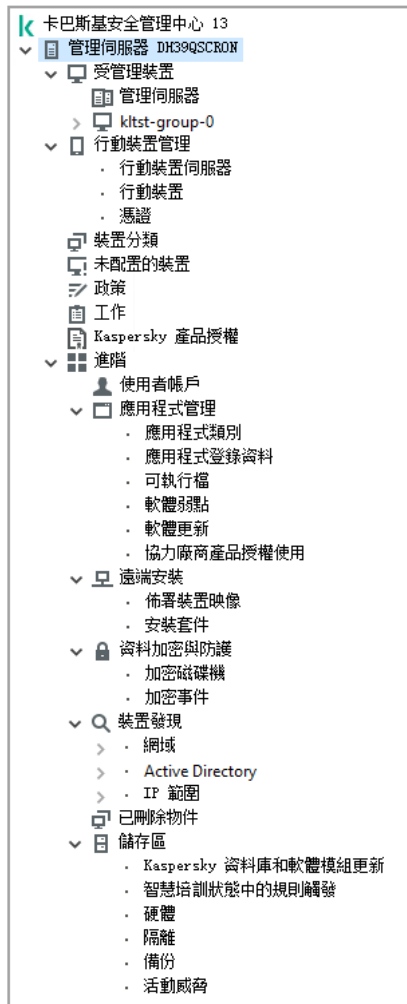 卡巴斯基安全管理中心 13
管理伺服器 DH39QSCRON
受管理裝置
管理伺服器
kltst-group-0
行動裝置管理
行動裝置伺服器
行動裝置
憑證
裝置分類
未配置的裝置
政策
工作
Kaspersky 產品授權
進階
使用者帳戶
應用程式管理
應用程式類別
應用程式登錄資料
可執行檔
軟體弱點
軟體更新
協力廠商產品授權使用
遠端安裝
佈署裝置映像
安裝套件
資料加密與防護
加密磁碟機
加密事件
裝置發現
網域
Active Directory
IP 範圍
已刪除物件
儲存區
Kaspersky 資料庫和軟體模組更新
智慧培訓狀態中的規則觸發
硬體
隔離
備份
活動威脅